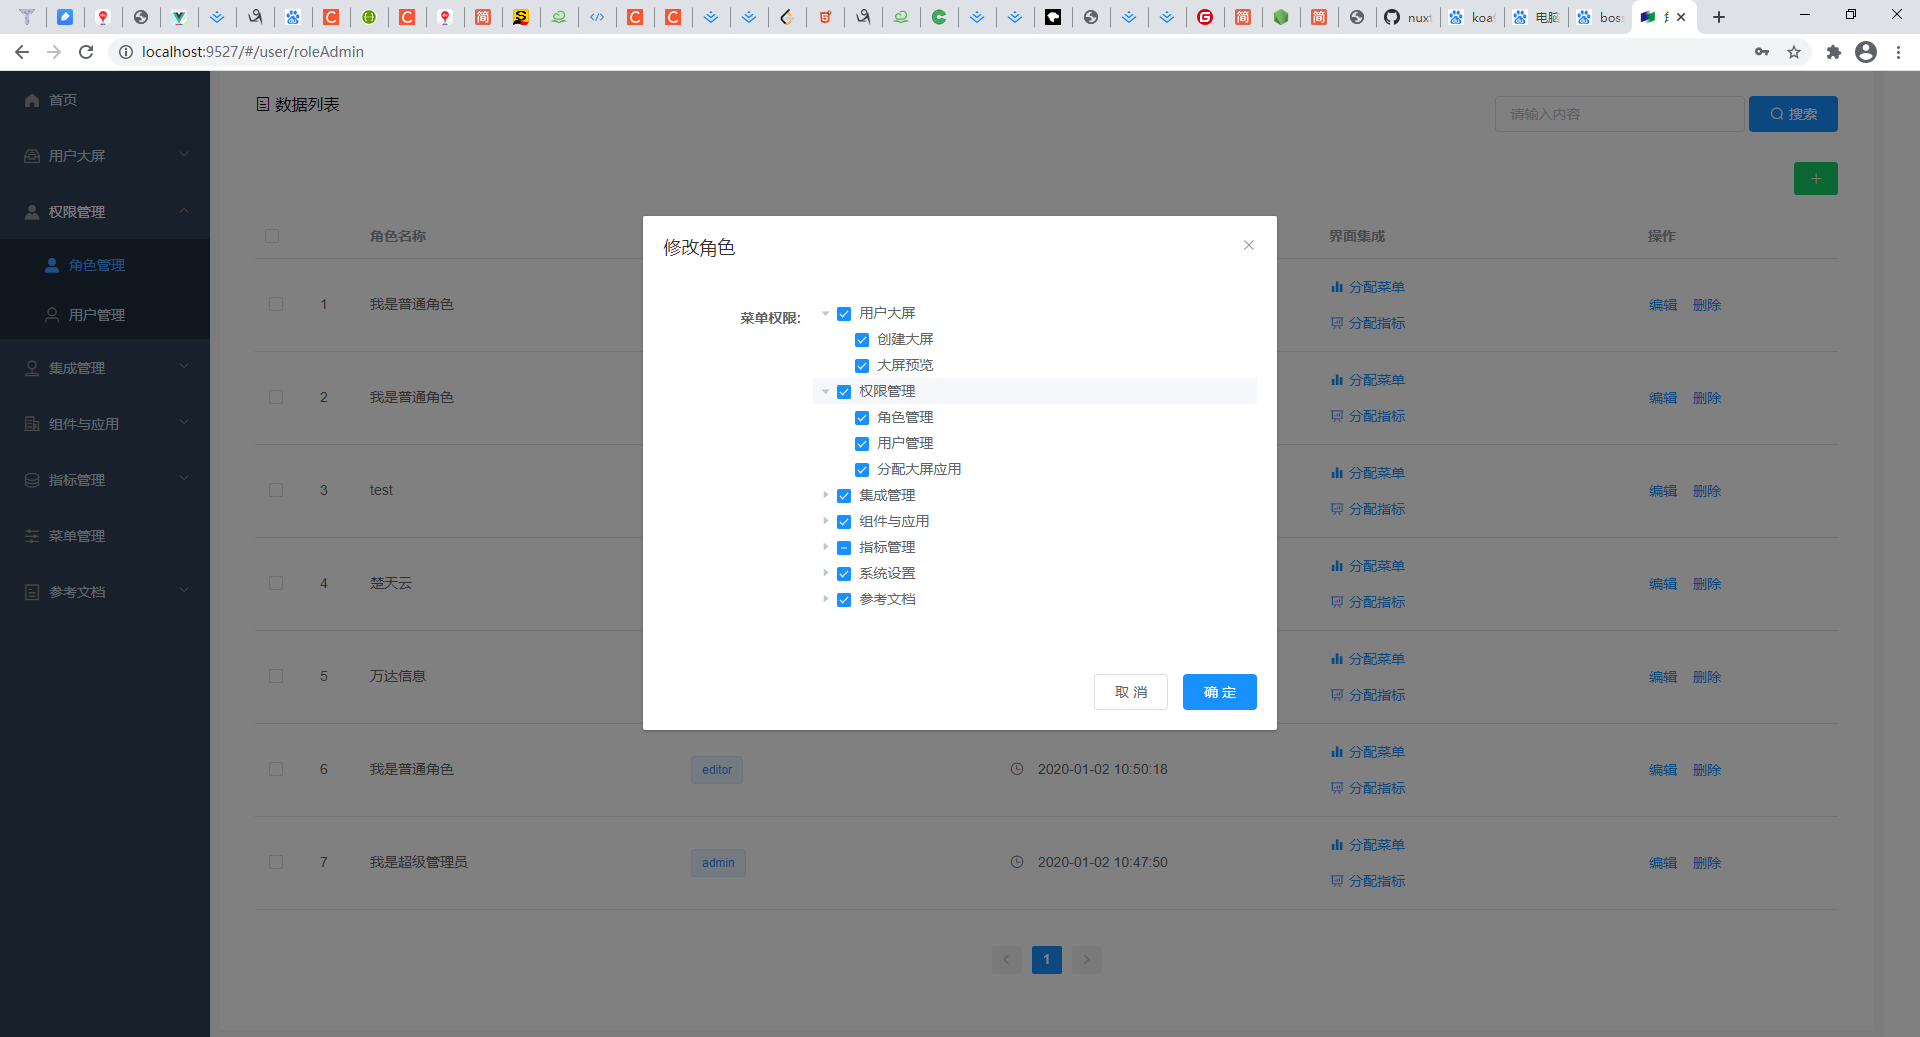 nuxt
koa
电脑
bos
localhost:9527/#/user/roleAdmin
首页
用户大屏
权限管理
角色管理
用户管理
集成管理
组件与应用
指标管理
菜单管理
参考文档
数据列表
请输入内容
搜索
角色名称
界面集成
操作
1
我是普通角色
分配菜单
分配指标
编辑 删除
2
我是普通角色
分配菜单
分配指标
编辑 删除
3
test
分配菜单
分配指标
编辑 删除
4
楚天云
分配菜单
分配指标
编辑 删除
5
万达信息
分配菜单
分配指标
编辑 删除
6
我是普通角色
editor
2020-01-02 10:50:18
分配菜单
分配指标
编辑 删除
7
我是超级管理员
admin
2020-01-02 10:47:50
分配菜单
分配指标
编辑 删除
1
修改角色
菜单权限:
用户大屏
创建大屏
大屏预览
权限管理
角色管理
用户管理
分配大屏应用
集成管理
组件与应用
指标管理
系统设置
参考文档
取 消
确 定